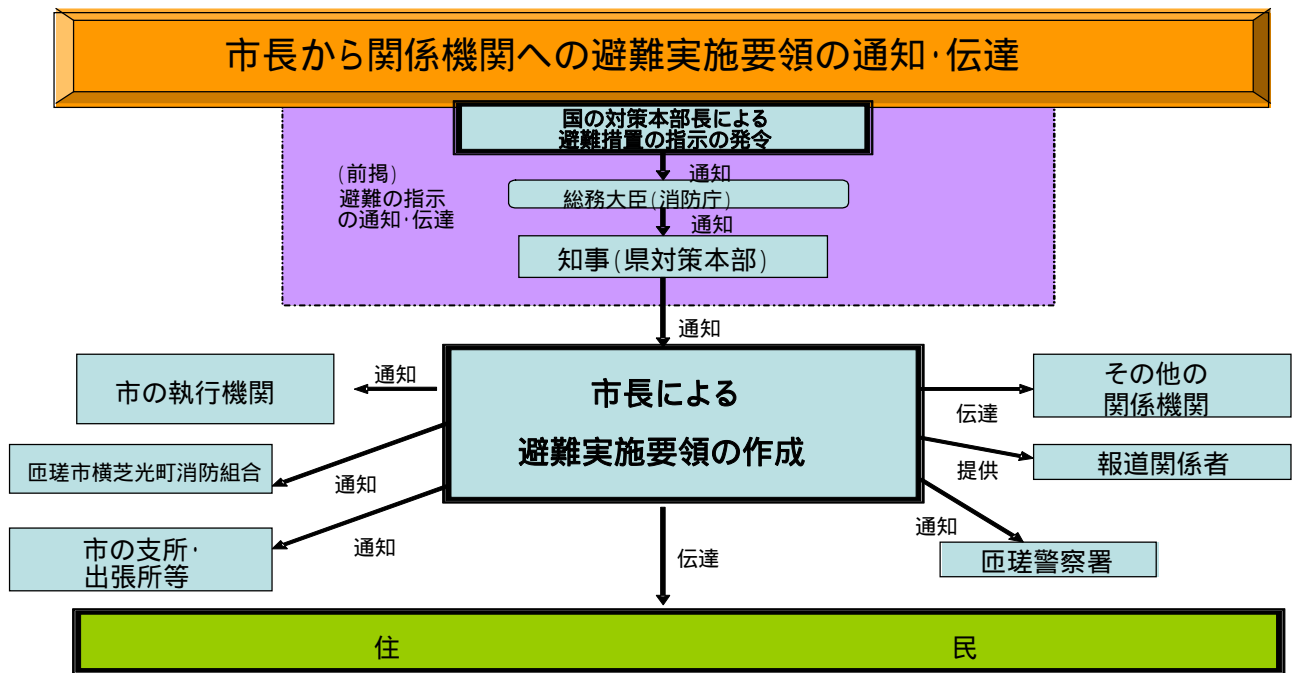 市長から関係機関への避難実施要領の通知・伝達
国の対策本部長による
避難措置の指示の発令
(前掲)
避難の指示
の通知・伝達
通知
総務大臣(消防庁)
通知
知事(県対策本部)
通知
市の執行機関
通知
市長による
避難実施要領の作成
その他の
関係機関
伝達
匝瑳市横芝光町消防組合
通知
報道関係者
提供
市の支所・
出張所等
通知
伝達
通知
匝瑳警察署
住民